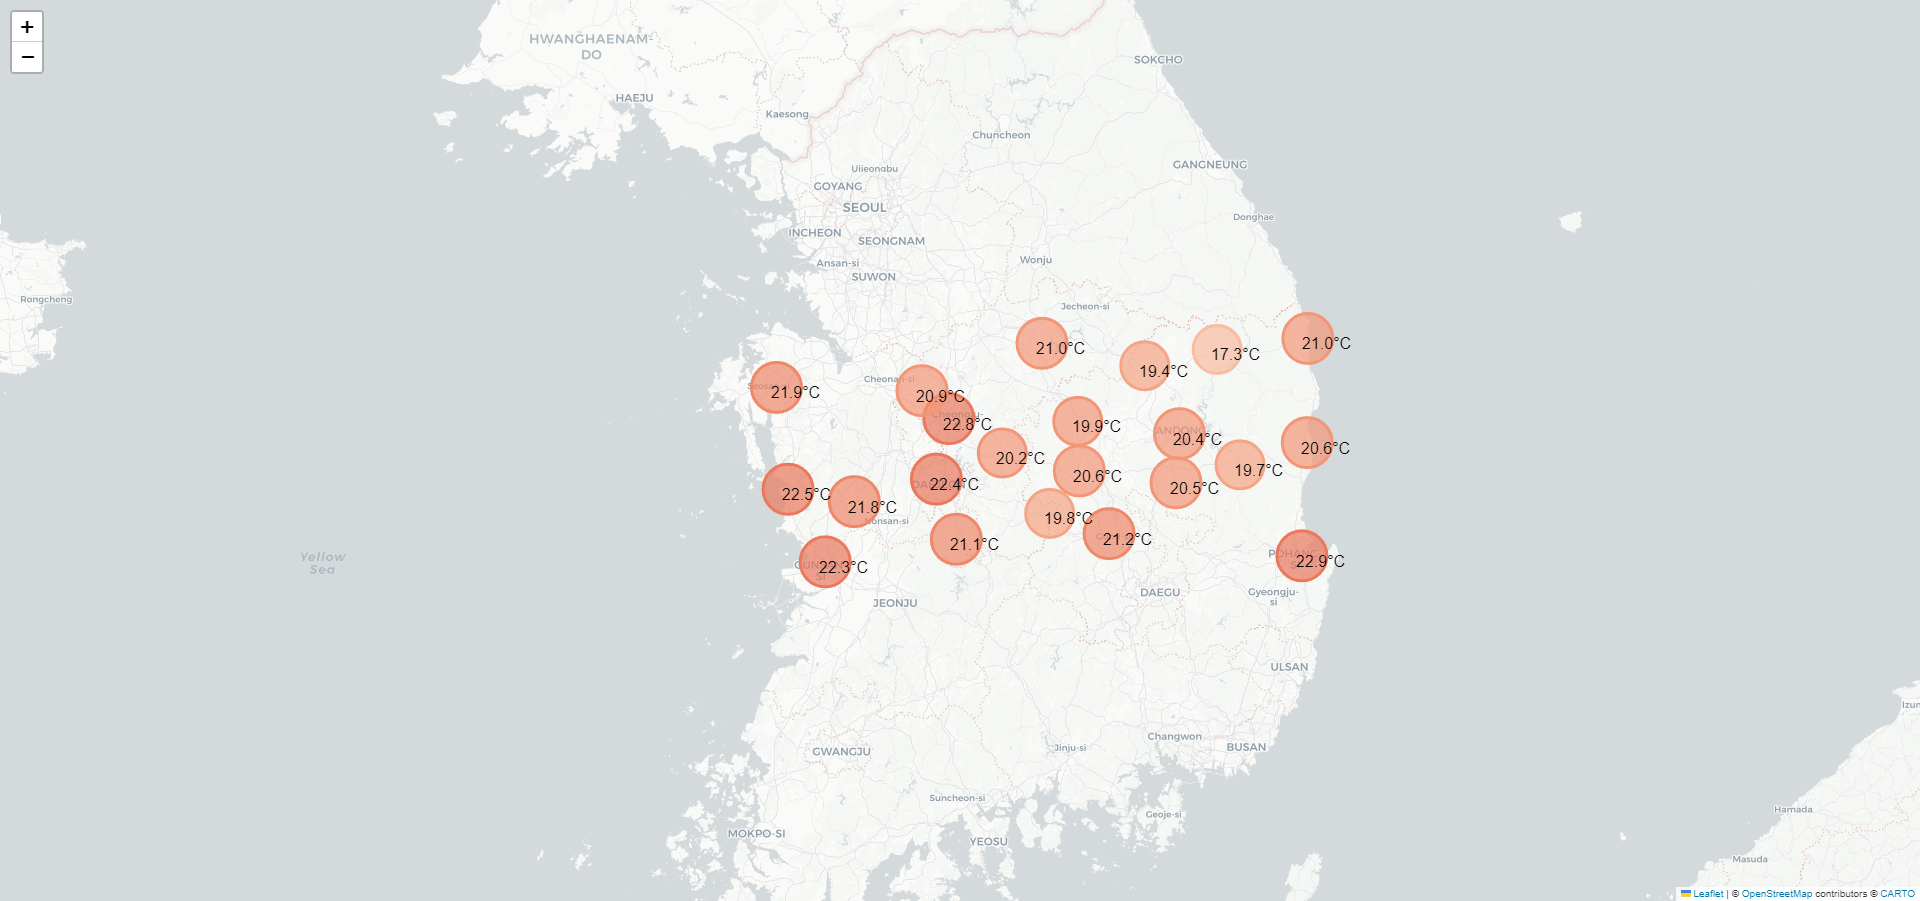 +
−
HWANGHAENAM-
DO
SOKCHO
HAEJU
Kaesong
Chuncheon
GANGNEUNG
Uijeongbu
GOYANG
SEOUL
Donghae
INCHEON
SEONGNAM
Ansan-si
Wonju
SUWON
Rongcheng
Jecheon-si
21.0°C
21.0°C
17.3°C
19.4°C
Cheonan-si
21.9°C
20.9°C
22.8°C
19.9°C
ANDONG
20.4°C
20.6°C
20.2°C
19.7°C
20.6°C
22.4°C
20.5°C
22.5°C
21.8°C
Nonsan-si
19.8°C
21.2°C
21.1°C
Yellow
Sea
POHANG-
SI
22.9°C
22.3°C
JEONJU
DAEGU
Gyeongju-
si
ULSAN
Izum
Changwon
GWANGJU
Jinju-si
BUSAN
Suncheon-si
Hamada
Geoje-si
MOKPO-SI
YEOSU
Masuda
Leaflet | © OpenStreetMap contributors © CARTO